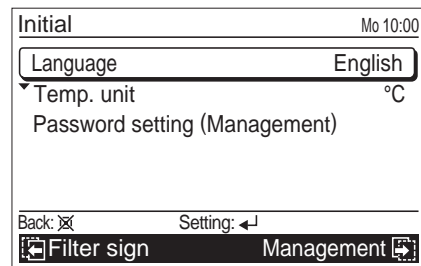 Initial Mo 10:00
Language English
Temp. unit °C
Password setting (Management)
Back: Setting:
Filter sign Management